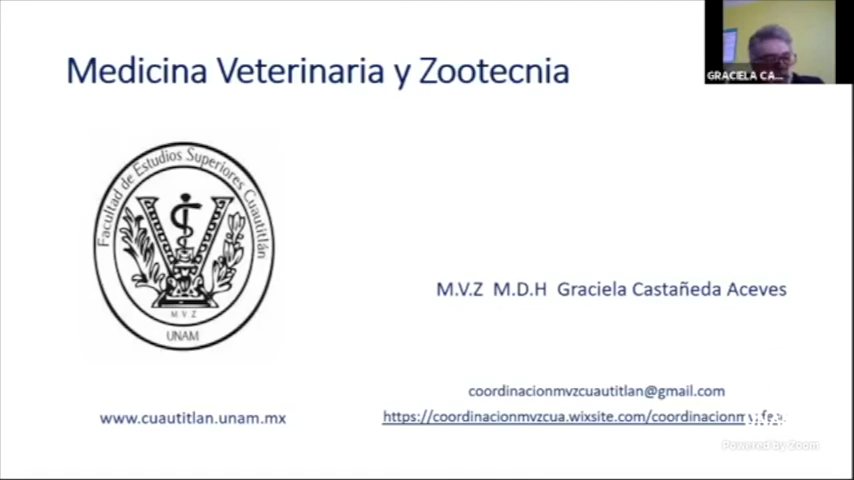 Medicina Veterinaria y Zootecnia
GRACIELA CA...
Facultad de Estudios Superiores Cuautitlán
M V Z
UNAM
M.V.Z M.D.H Graciela Castañeda Aceves
coordinacionmvzcuautitlan@gmail.com
www.cuautitlan.unam.mx
Powered by Zoom